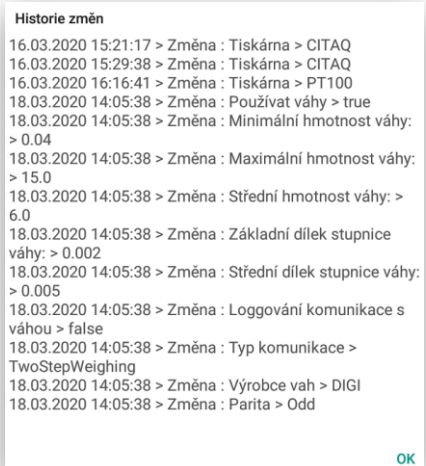 Historie změn
16.03.2020 15:21:17 > Změna : Tiskárna > CITAQ
16.03.2020 15:29:38 > Změna : Tiskárna > CITAQ
16.03.2020 16:16:41 > Změna : Tiskárna > PT100
18.03.2020 14:05:38 > Změna : Používat váhy > true
18.03.2020 14:05:38 > Změna : Minimální hmotnost váhy:
> 0.04
18.03.2020 14:05:38 > Změna : Maximální hmotnost váhy:
> 15.0
18.03.2020 14:05:38 > Změna : Střední hmotnost váhy: >
6.0
18.03.2020 14:05:38 > Změna : Základní dílek stupnice
váhy: > 0.002
18.03.2020 14:05:38 > Změna : Střední dílek stupnice váhy:
> 0.005
18.03.2020 14:05:38 > Změna : Loggování komunikace s
váhou > false
18.03.2020 14:05:38 > Změna : Typ komunikace >
TwoStepWeighing
18.03.2020 14:05:38 > Změna : Výrobce vah > DIGI
18.03.2020 14:05:38 > Změna : Parita > Odd
OK